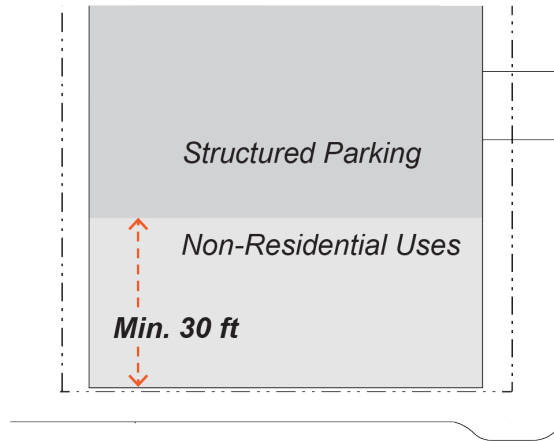 Structured Parking
Non-Residential Uses
Min. 30 ft